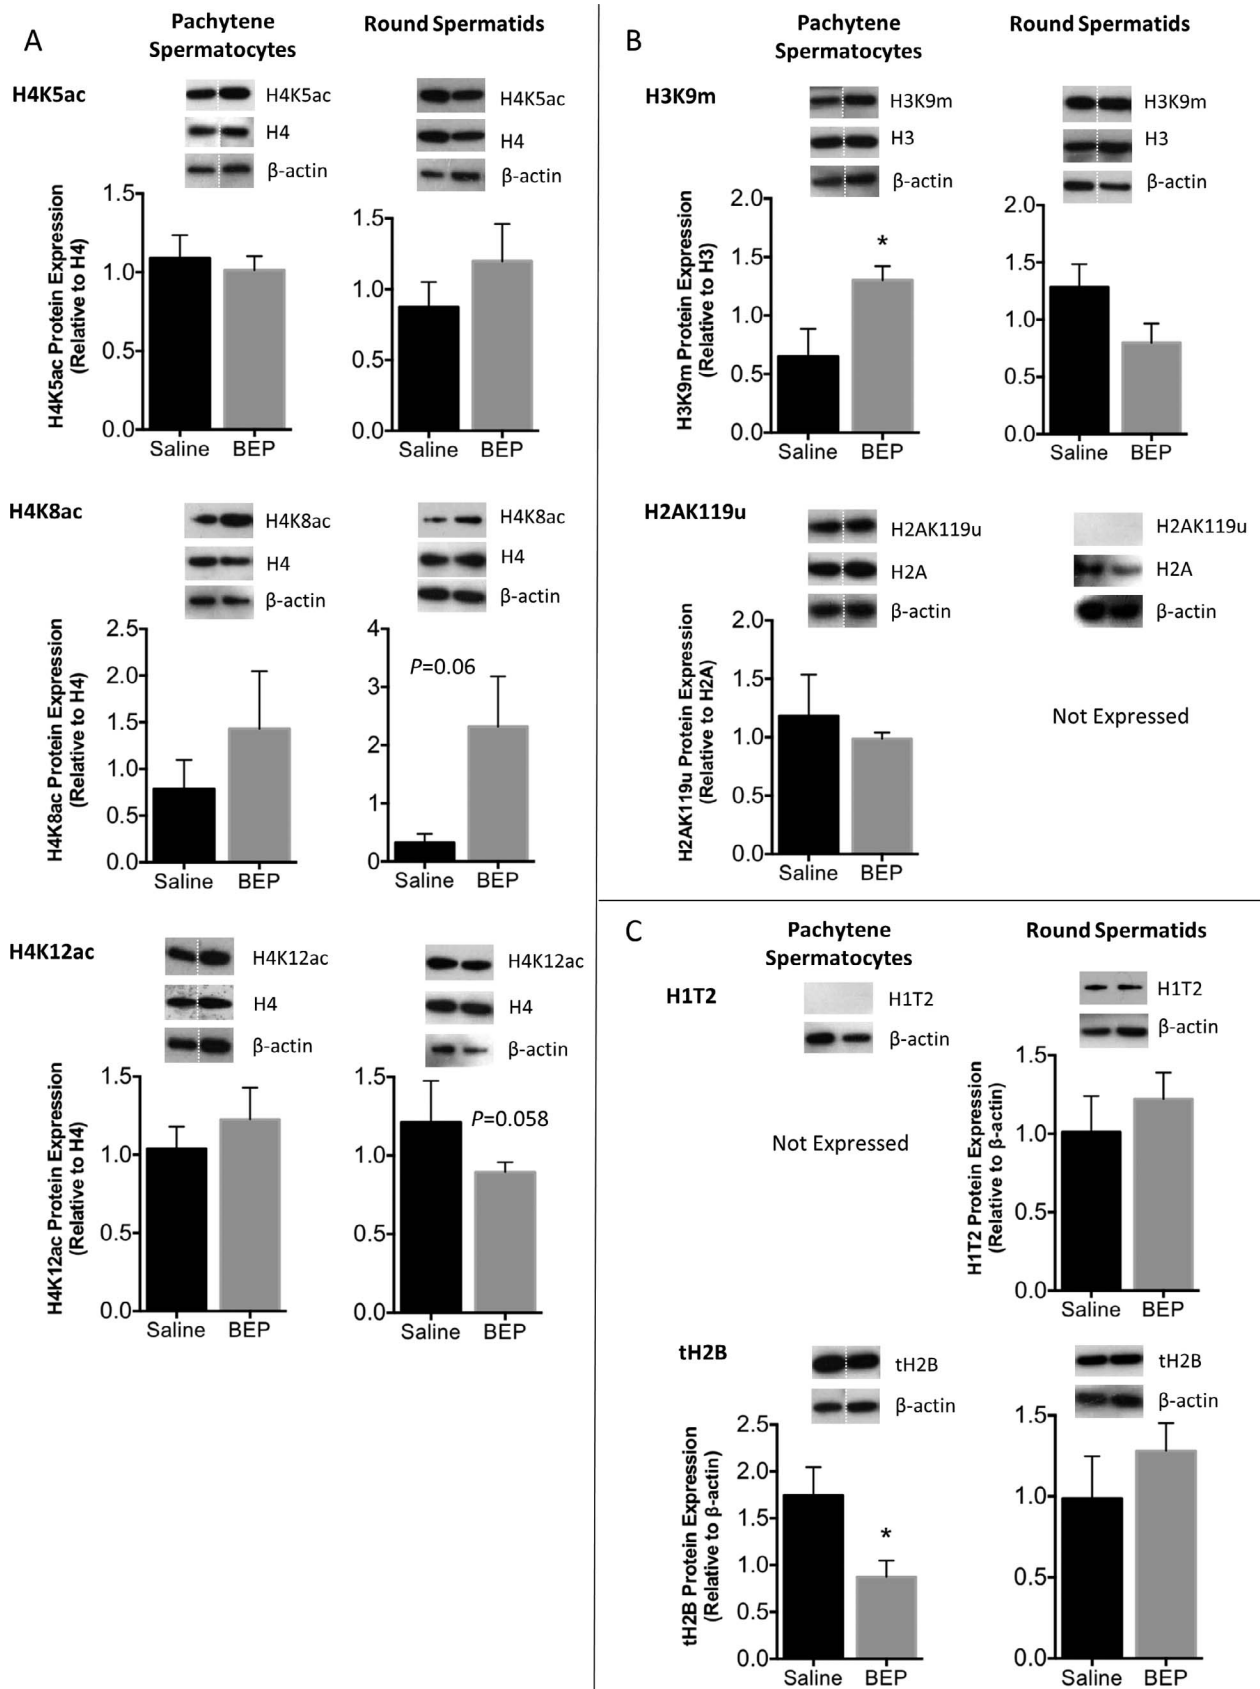 A
Pachytene
Spermatocytes
Round Spermatids
H4K5ac
H4K5ac
H4
β-actin
H4K5ac
H4
β-actin
H4K5ac Protein Expression
(Relative to H4)
1.5
1.0
0.5
0.0
Saline BEP
1.5
1.0
0.5
0.0
Saline BEP
H4K8ac
H4K8ac
H4
β-actin
H4K8ac
H4
β-actin
H4K8ac Protein Expression
(Relative to H4)
2.5
2.0
1.5
1.0
0.5
0.0
Saline BEP
4
3
2
1
0
P=0.06
Saline BEP
H4K12ac
H4K12ac
H4
β-actin
H4K12ac
H4
β-actin
H4K12ac Protein Expression
(Relative to H4)
1.5
1.0
0.5
0.0
Saline BEP
1.5
1.0
0.5
0.0
P=0.058
Saline BEP
B
Pachytene
Spermatocytes
Round Spermatids
H3K9m
H3K9m
H3
β-actin
H3K9m
H3
β-actin
H3K9m Protein Expression
(Relative to H3)
2.0
1.5
1.0
0.5
0.0
*
Saline BEP
2.0
1.5
1.0
0.5
0.0
Saline BEP
H2AK119u
H2AK119u
H2A
β-actin
H2AK119u
H2A
β-actin
H2AK119u Protein Expression
(Relative to H2A)
2.0
1.5
1.0
0.5
0.0
Saline BEP
Not Expressed
C
Pachytene
Spermatocytes
Round Spermatids
H1T2
H1T2
β-actin
Not Expressed
H1T2
β-actin
H1T2 Protein Expression
(Relative to β-actin)
1.5
1.0
0.5
0.0
Saline BEP
tH2B
tH2B
β-actin
tH2B
β-actin
tH2B Protein Expression
(Relative to β-actin)
2.5
2.0
1.5
1.0
0.5
0.0
*
Saline BEP
1.5
1.0
0.5
0.0
Saline BEP